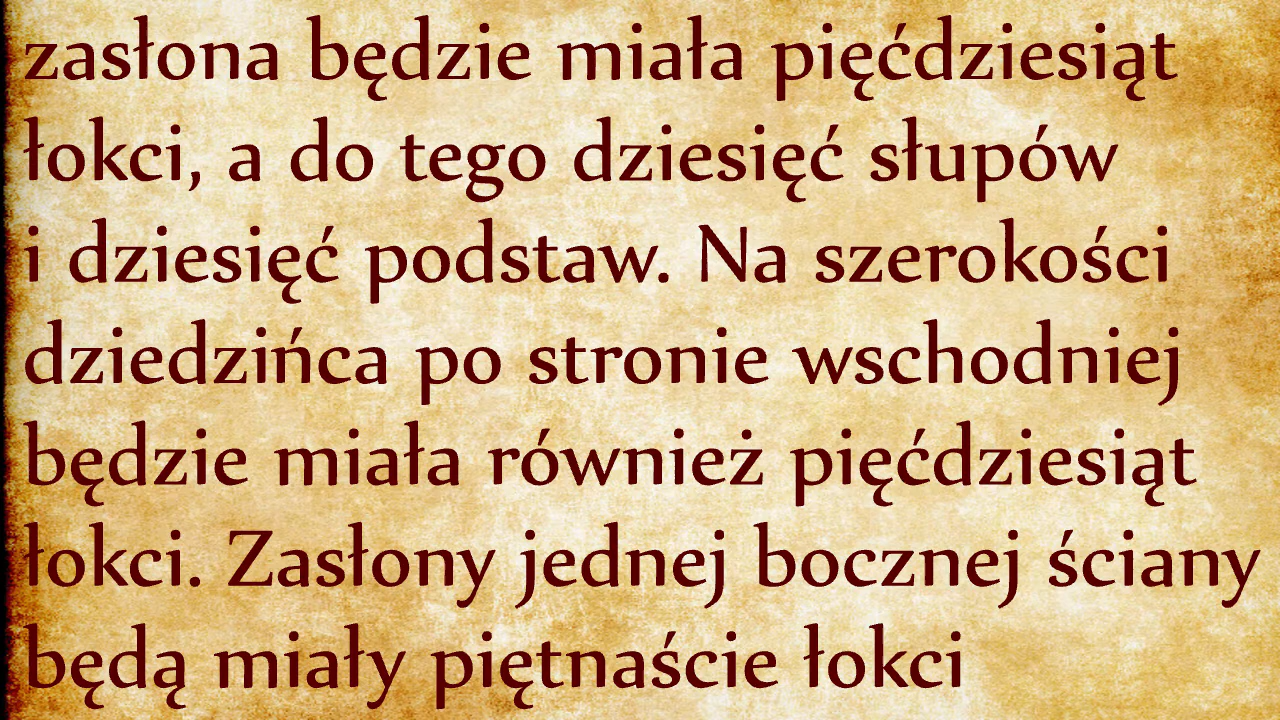 zasłona będzie miała pięćdziesiąt
łokci, a do tego dziesięć słupów
i dziesięć podstaw. Na szerokości
dziedzińca po stronie wschodniej
będzie miała również pięćdziesiąt
łokci. Zasłony jednej bocznej ściany
będą miały piętnaście łokci